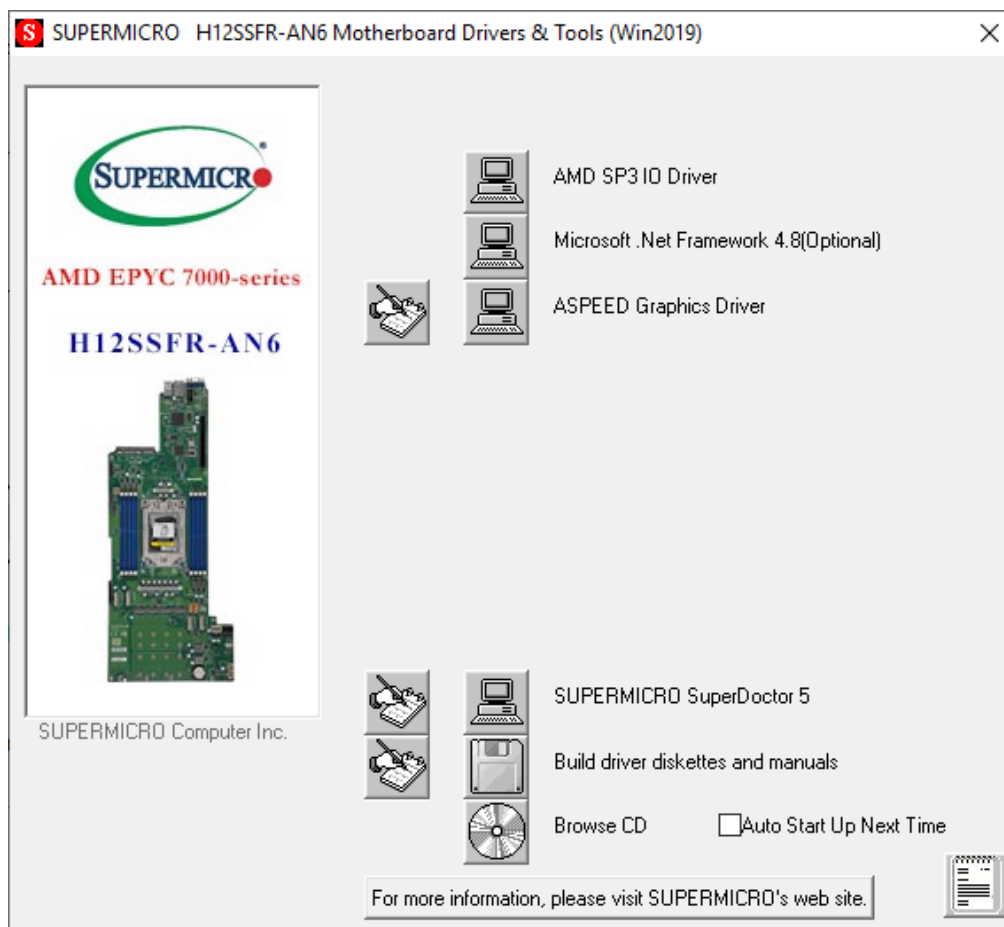 SUPERMICRO H12SSFR-AN6 Motherboard Drivers & Tools (Win2019)
SUPERMICR
AMD EPYC 7000-series
H12SSFR-AN6
SUPERMICRO Computer Inc.
AMD SP3 IO Driver
Microsoft .Net Framework 4.8(Optional)
ASPEED Graphics Driver
SUPERMICRO SuperDoctor 5
Build driver diskettes and manuals
Browse CD
Auto Start Up Next Time
For more information, please visit SUPERMICRO's web site.